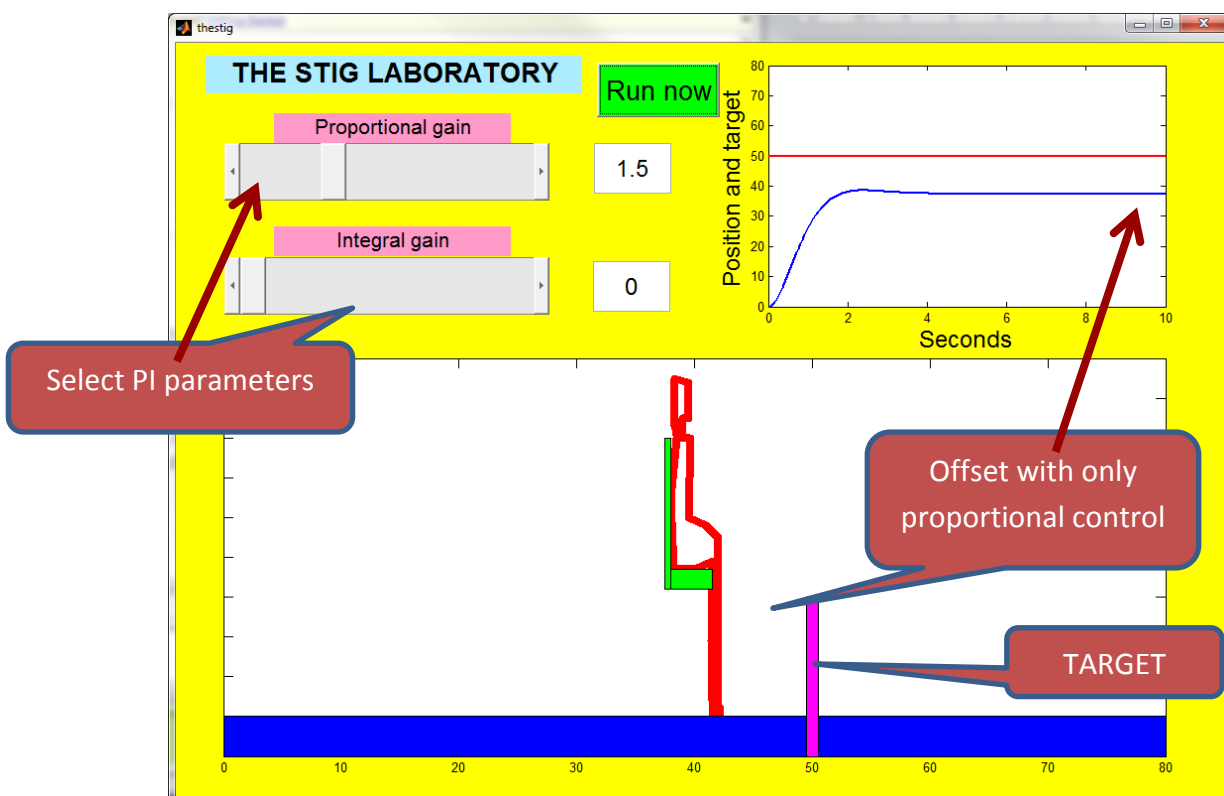 thestig
THE STIG LABORATORY
Run now
Proportional gain
1.5
Integral gain
0
Select PI parameters
Position and target
80
70
60
50
40
30
20
10
0
0 2 4 6 8 10
Seconds
Offset with only
proportional control
TARGET
0 10 20 30 40 50 60 70 80